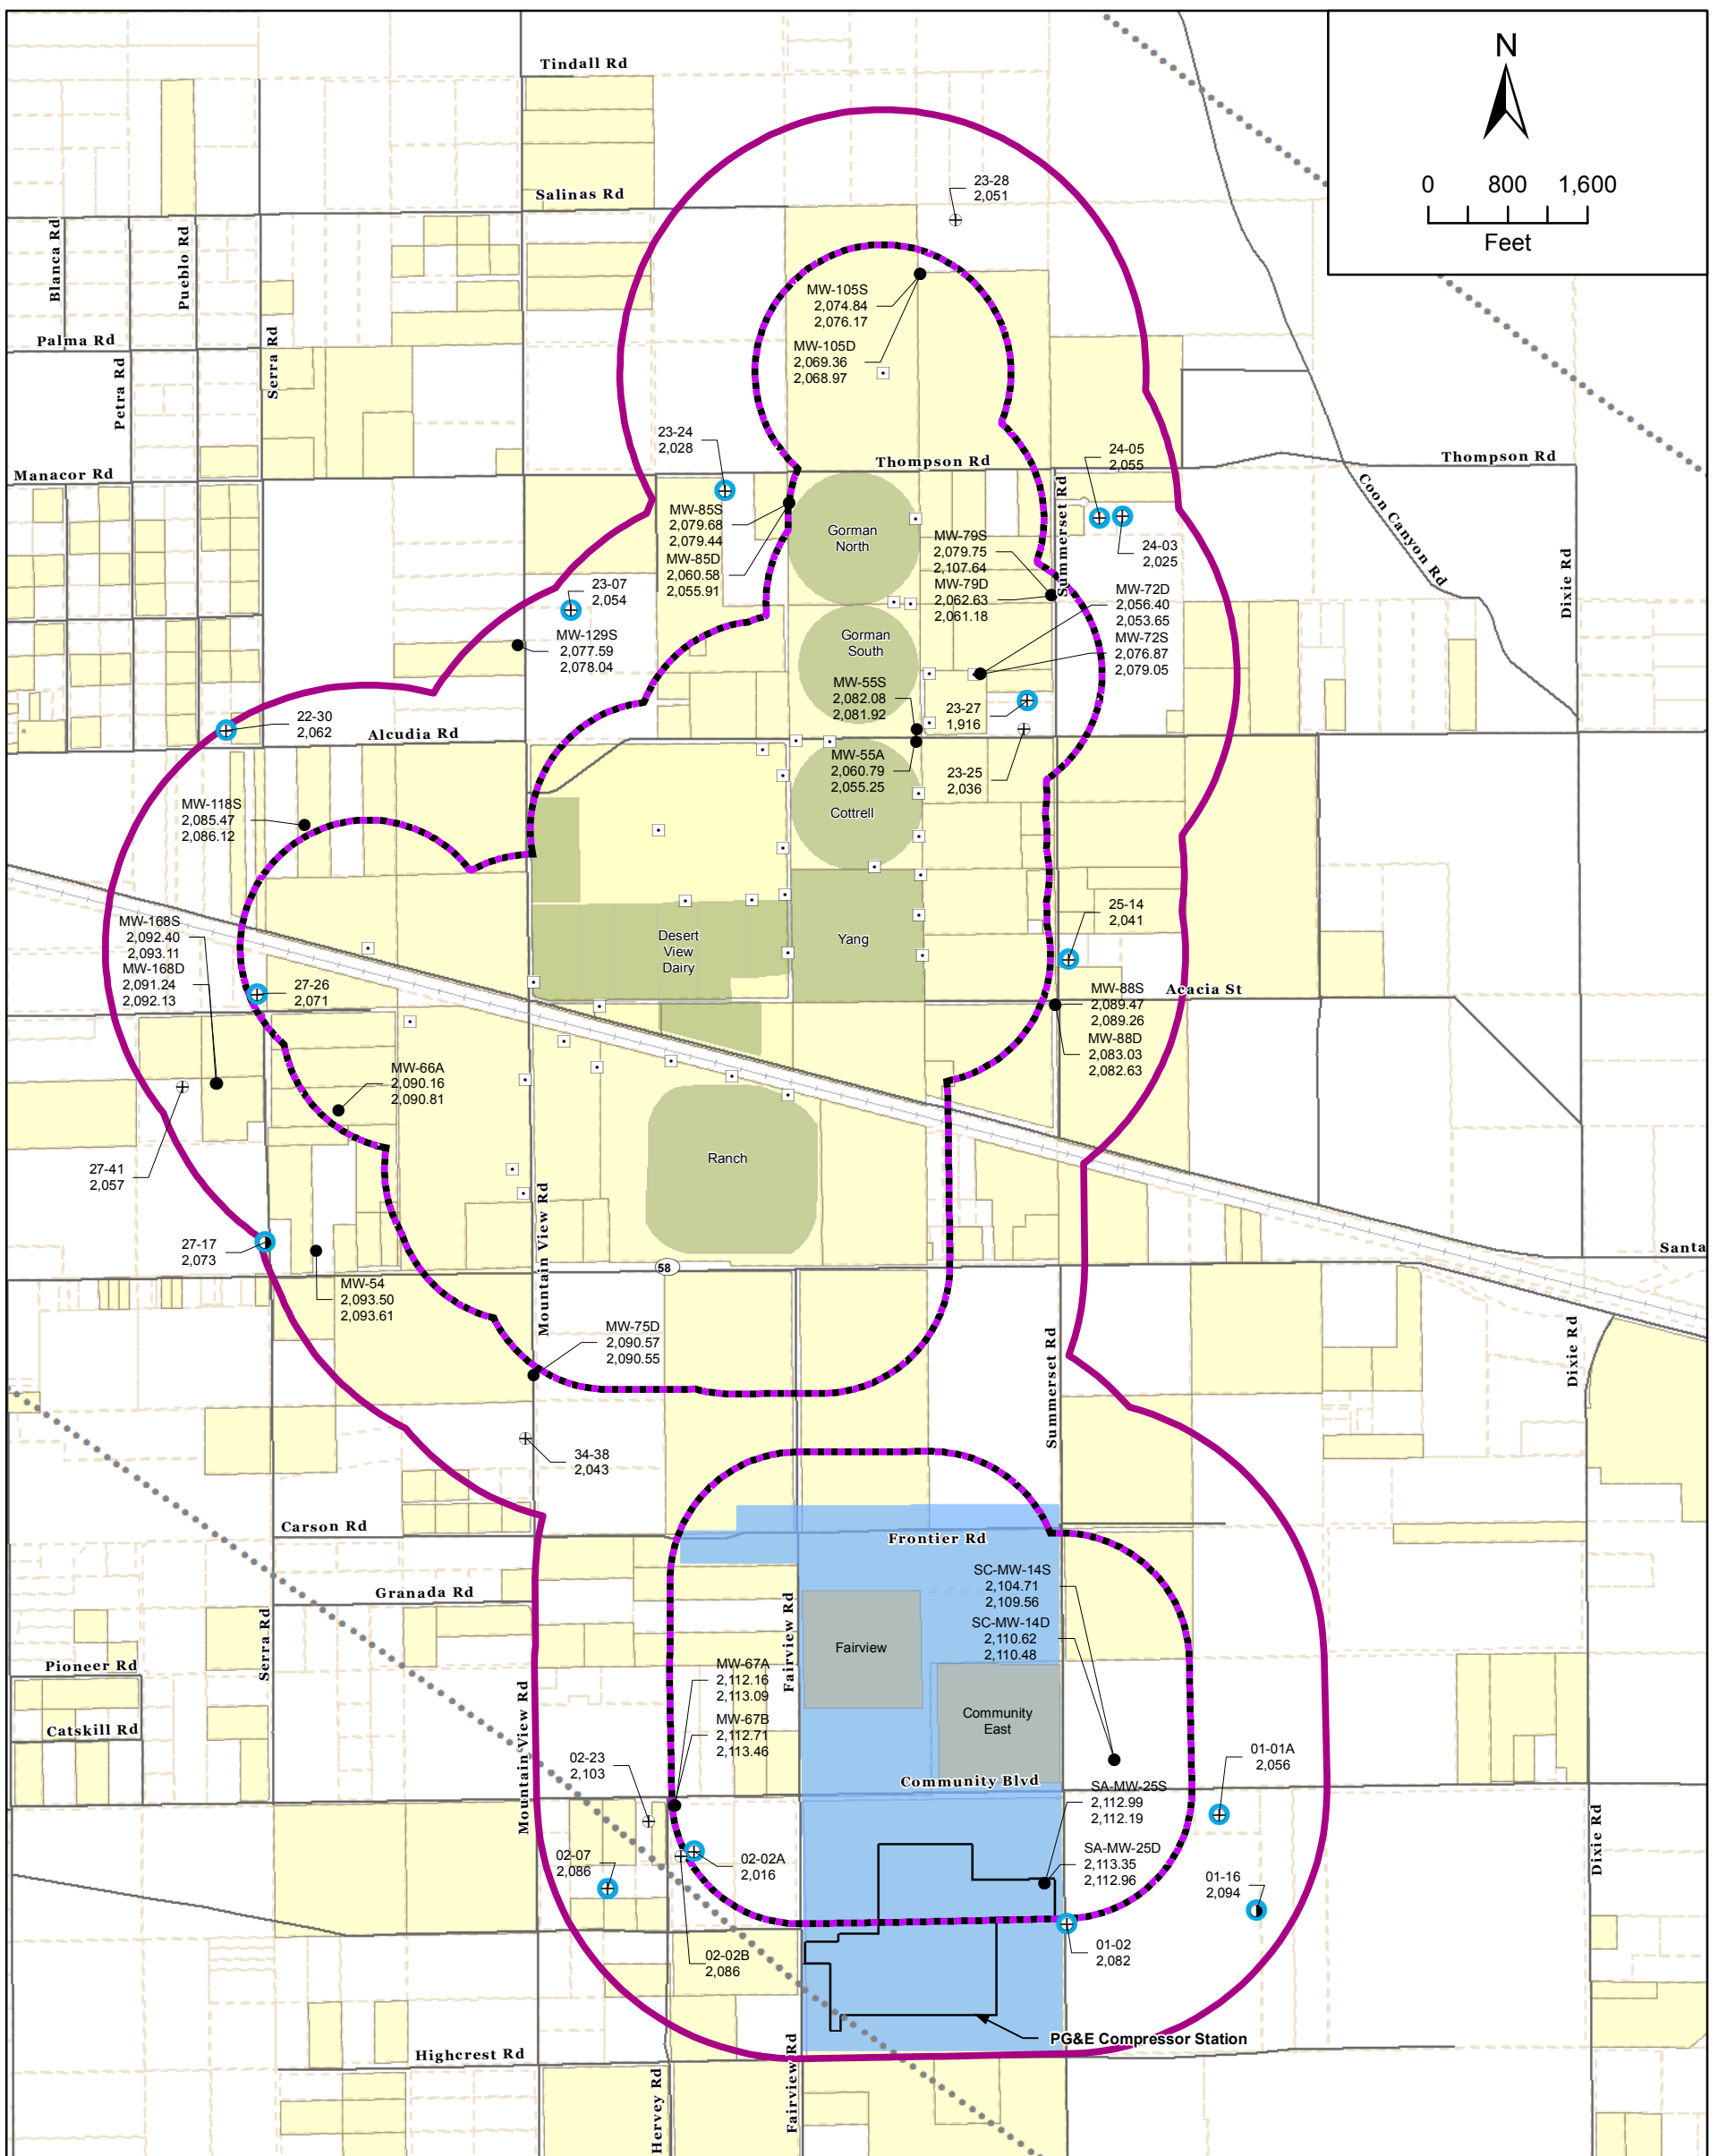 N
0 800 1,600
Feet
Tindall Rd
Salinas Rd
23-28
2,051
Blanca Rd
Pueblo Rd
Serra Rd
Palma Rd
Petra Rd
MW-105S
2,074.84
2,076.17
MW-105D
2,069.36
2,068.97
23-24
2,028
Manacor Rd
Thompson Rd
24-05
2,055
Thompson Rd
Coon Canyon Rd
Summerset Rd
Dixie Rd
MW-85S
2,079.68
2,079.44
MW-85D
2,060.58
2,055.91
Gorman
North
MW-79S
2,079.75
2,107.64
MW-79D
2,062.63
2,061.18
24-03
2,025
23-07
2,054
MW-72D
2,056.40
2,053.65
MW-72S
2,076.87
2,079.05
MW-129S
2,077.59
2,078.04
Gorman
South
MW-55S
2,082.08
2,081.92
23-27
1,916
22-30
2,062
Alcudia Rd
MW-55A
2,060.79
2,055.25
23-25
2,036
Cottrell
MW-118S
2,085.47
2,086.12
25-14
2,041
MW-168S
2,092.40
2,093.11
MW-168D
2,091.24
2,092.13
Desert
View
Dairy
Yang
27-26
2,071
MW-88S
2,089.47
2,089.26
MW-88D
2,083.03
2,082.63
Acacia St
MW-66A
2,090.16
2,090.81
27-41
2,057
Ranch
Mountain View Rd
27-17
2,073
58
Santa
MW-54
2,093.50
2,093.61
MW-75D
2,090.57
2,090.55
Summerset Rd
Dixie Rd
34-38
2,043
Carson Rd
Frontier Rd
Granada Rd
SC-MW-14S
2,104.71
2,109.56
SC-MW-14D
2,110.62
2,110.48
Fairview Rd
Fairview
Serra Rd
Pioneer Rd
MW-67A
2,112.16
2,113.09
MW-67B
2,112.71
2,113.46
Community
East
Catskill Rd
Mountain View Rd
02-23
2,103
Community Blvd
01-01A
2,056
SA-MW-25S
2,112.99
2,112.19
Dixie Rd
02-07
2,086
02-02A
2,016
SA-MW-25D
2,113.35
2,112.96
01-16
2,094
02-02B
2,086
01-02
2,082
PG&E Compressor Station
Highcrest Rd
Hervey Rd
Fairview Rd